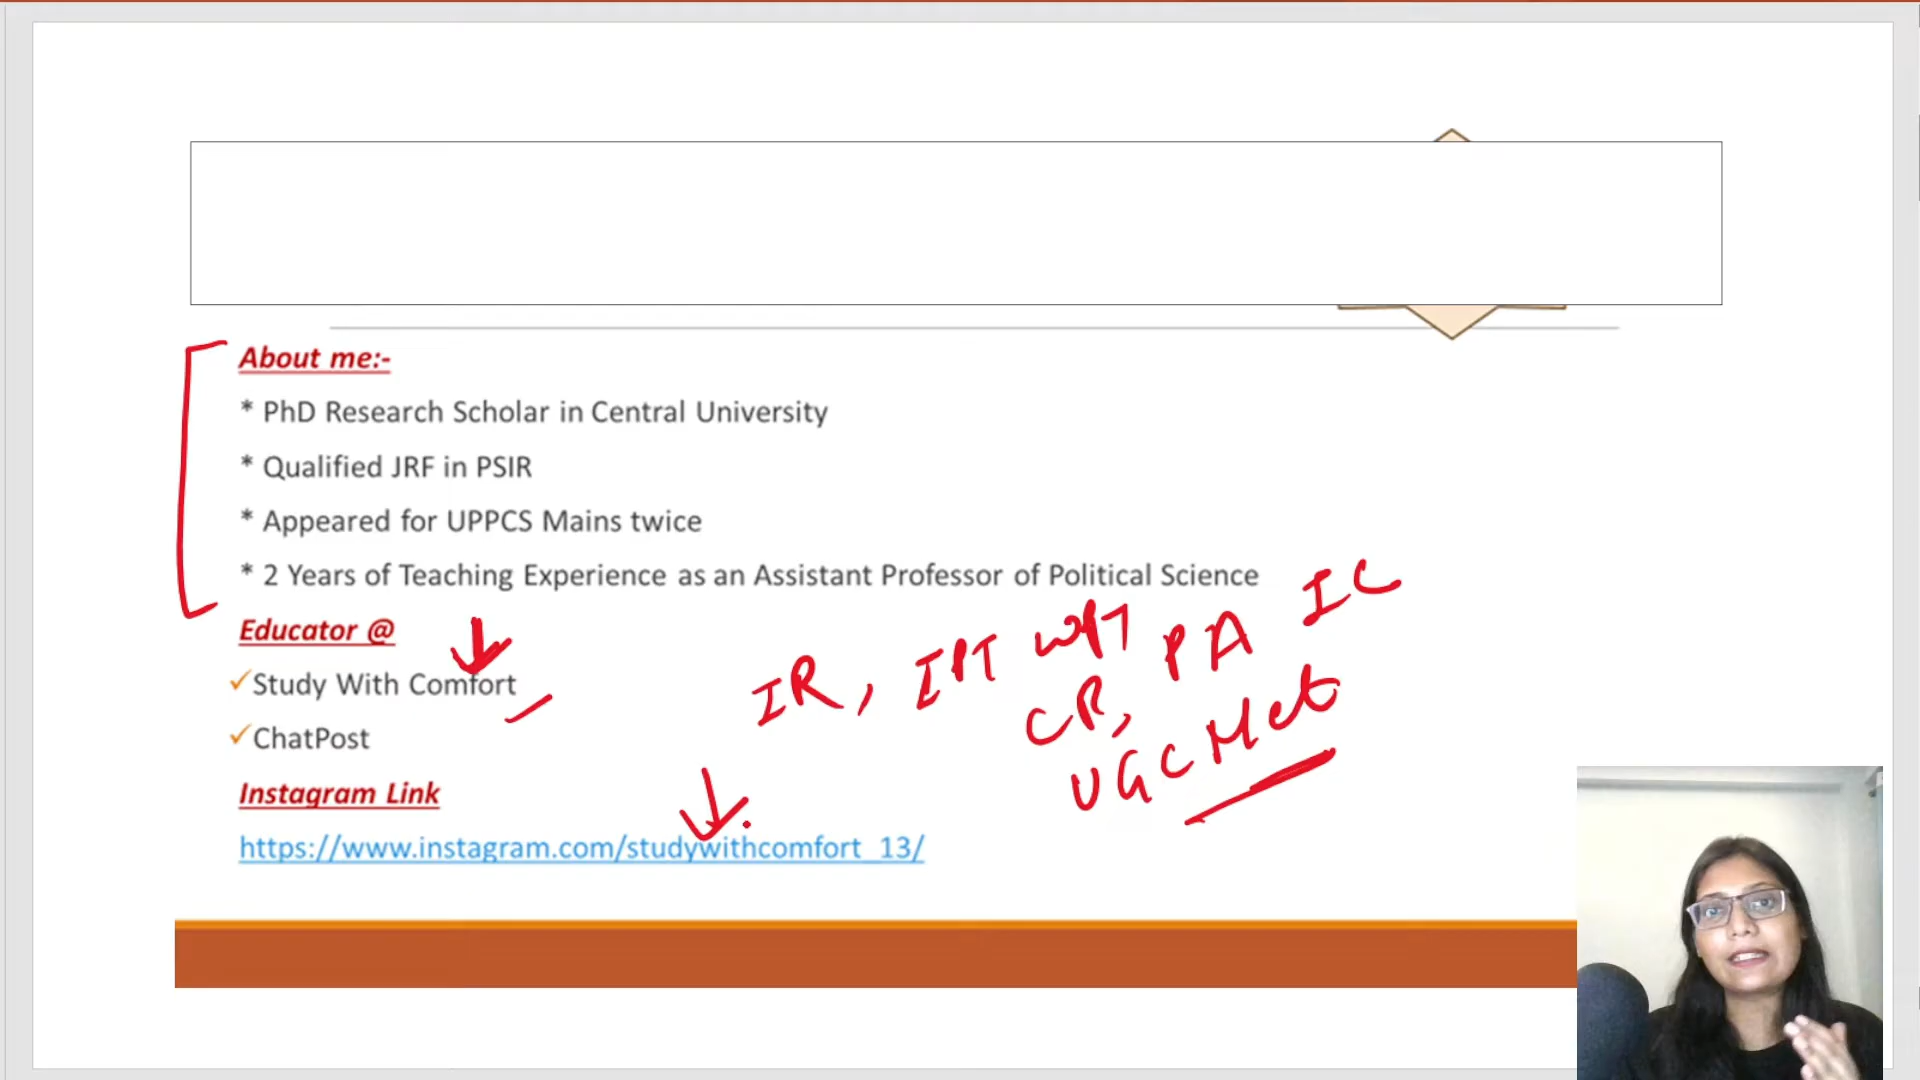 About me:-
* PhD Research Scholar in Central University
* Qualified JRF in PSIR
* Appeared for UPPCS Mains twice
* 2 Years of Teaching Experience as an Assistant Professor of Political Science
Educator @
✓Study With Comfort
✓ChatPost
Instagram Link
https://www.instagram.com/studywithcomfort_13/
IR, IPT WPT PA IC
CP,
UGC Net